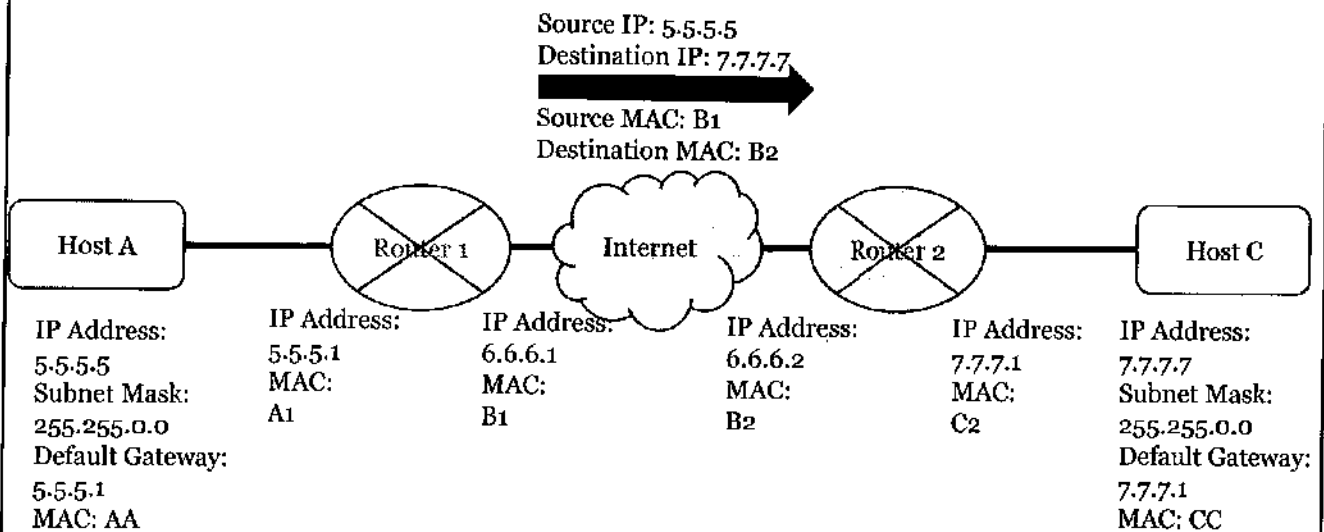 Source IP: 5.5.5.5
Destination IP: 7.7.7.7
Source MAC: B1
Destination MAC: B2
Host A
Router 1
Internet
Router 2
Host C
IP Address:
5.5.5.5
Subnet Mask:
255.255.0.0
Default Gateway:
5.5.5.1
MAC: AA
IP Address:
5.5.5.1
MAC:
A1
IP Address:
6.6.6.1
MAC:
B1
IP Address:
6.6.6.2
MAC:
B2
IP Address:
7.7.7.1
MAC:
C2
IP Address:
7.7.7.7
Subnet Mask:
255.255.0.0
Default Gateway:
7.7.7.1
MAC: CC